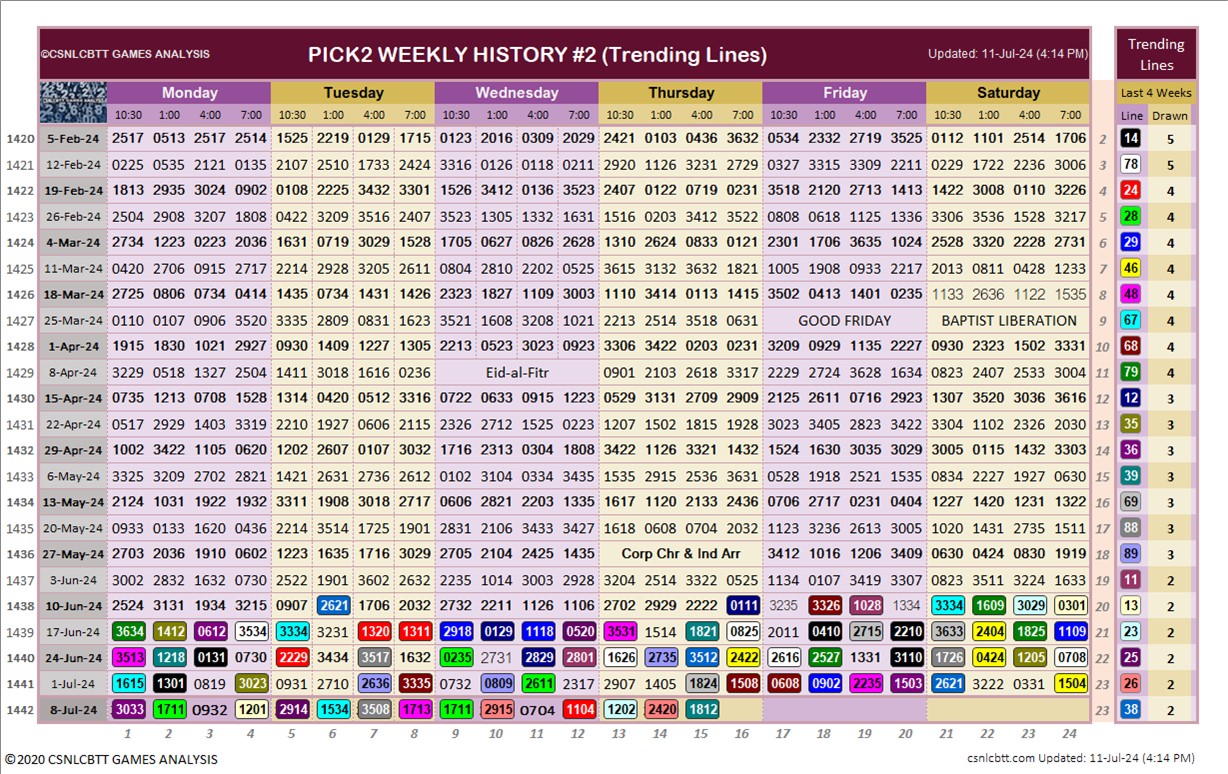 ©CSNLCBTT GAMES ANALYSIS PICK2 WEEKLY HISTORY #2 (Trending Lines) Updated: 11-Jul-24 (4:14 PM) Trending Lines
Monday Tuesday Wednesday Thursday Friday Saturday Last 4 Weeks
10:30 1:00 4:00 7:00 10:30 1:00 4:00 7:00 10:30 1:00 4:00 7:00 10:30 1:00 4:00 7:00 10:30 1:00 4:00 7:00 10:30 1:00 4:00 7:00 Line Drawn
1420 5-Feb-24 2517 0513 2517 2514 1525 2219 0129 1715 0123 2016 0309 2029 2421 0103 0436 3632 0534 2332 2719 3525 0112 1101 2514 1706 2 14 5
1421 12-Feb-24 0225 0535 2121 0135 2107 2510 1733 2424 3316 0126 0118 0211 2920 1126 3231 2729 0327 3315 3309 2211 0229 1722 2236 3006 3 78 5
1422 19-Feb-24 1813 2935 3024 0902 0108 2225 3432 3301 1526 3412 0136 3523 2407 0122 0719 0231 3518 2120 2713 1413 1422 3008 0110 3226 4 24 4
1423 26-Feb-24 2504 2908 3207 1808 0422 3209 3516 2407 3523 1305 1332 1631 1516 0203 3412 3522 0808 0618 1125 1336 3306 3536 1528 3217 5 28 4
1424 4-Mar-24 2734 1223 0223 2036 1631 0719 3029 1528 1705 0627 0826 2628 1310 2624 0833 0121 2301 1706 3635 1024 2528 3320 2228 2731 6 29 4
1425 11-Mar-24 0420 2706 0915 2717 2214 2928 3205 2611 0804 2810 2202 0525 3615 3132 3632 1821 1005 1908 0933 2217 2013 0811 0428 1233 7 46 4
1426 18-Mar-24 2725 0806 0734 0414 1435 0734 1431 1428 2323 1827 1109 3003 1110 3414 0113 1415 3502 0413 1401 0235 1133 2636 1122 1535 8 48 4
1427 25-Mar-24 0110 0107 0906 3520 3335 2809 0831 1623 3521 1608 3208 1021 2213 2514 3518 0631 GOOD FRIDAY BAPTIST LIBERATION 9 67 4
1428 1-Apr-24 1915 1830 1021 2927 0930 1409 1227 1309 2213 0523 3023 0923 3306 3422 0203 0231 3209 0929 1135 2227 0930 2323 1502 3331 10 68 4
1429 8-Apr-24 3229 0518 1327 2504 1411 3018 1616 0236 Eid-al-Fitr 0901 2103 2618 3317 2229 2724 3628 1634 0823 2407 2533 3004 11 79 4
1430 15-Apr-24 0735 1213 0708 1528 1314 0420 0512 3316 0722 0633 0915 1223 0529 3131 2709 2909 2125 2611 0716 2923 1307 3520 3036 3616 12 12 3
1431 22-Apr-24 0517 2929 1403 3319 2210 1927 0606 2115 2326 2712 1525 0223 1207 1502 1815 1928 3023 3405 2823 3422 3304 1102 2326 2030 13 35 3
1432 29-Apr-24 1002 3422 1105 0620 1202 2607 0107 3032 1716 2313 0304 1808 3422 1126 3321 1432 1524 1630 3035 3029 3005 0115 1432 3303 14 36 3
1433 6-May-24 3325 3209 2702 2821 1421 2631 2736 2613 0102 3104 0334 3435 1535 2915 2536 3631 0528 1918 2521 1535 0834 2227 1927 0630 15 39 3
1434 13-May-24 2124 1031 1922 1932 3311 1908 3018 2717 0606 2821 2203 1335 1617 1120 2133 2436 0706 2717 0231 0404 1227 1420 1231 1322 16 69 3
1435 20-May-24 0933 0133 1620 0436 2214 3514 1725 1901 2831 2106 3433 3427 1618 0608 0704 2032 1123 3236 2613 3005 1020 1431 2735 1511 17 88 3
1436 27-May-24 2703 2036 1910 0602 1223 1635 1716 3029 2705 2104 2425 1435 Corp Chr & Ind Arr 3412 1016 1206 3409 0630 0424 0830 1919 18 89 3
1437 3-Jun-24 3002 2832 1632 0730 2522 1901 3602 2632 2235 1014 3003 2928 3204 2514 3322 0525 1134 0107 3419 3307 0823 3511 3224 1633 19 11 2
1438 10-Jun-24 2524 3131 1934 3215 0907 2621 1706 2032 2732 2211 1126 1106 2702 2929 2222 0111 3235 3326 1028 1334 3334 1609 3029 0301 20 13 2
1439 17-Jun-24 3634 1412 0612 3534 3334 3231 1320 1311 2918 0129 1118 0520 3531 1514 1821 0825 2011 0410 2715 2210 3633 2404 1825 1109 21 23 2
1440 24-Jun-24 3513 1218 0131 0730 2229 3434 3517 1632 0235 2731 2829 2801 1626 2735 3512 2422 2616 2527 1331 3110 1726 0424 1205 0708 22 25 2
1441 1-Jul-24 1615 1301 0819 3023 0931 2710 2636 3335 0732 0809 2611 2317 2907 1405 1824 1508 0608 0902 2235 1503 2621 3222 0331 1504 23 26 2
1442 8-Jul-24 3033 1711 0932 1201 2914 1534 3508 1713 1711 2915 0704 1104 1202 2420 1812 23 38 2
1 2 3 4 5 6 7 8 9 10 11 12 13 14 15 16 17 18 19 20 21 22 23 24
©2020 CSNLCBTT GAMES ANALYSIS csnlcbtt.com Updated: 11-Jul-24 (4:14 PM)